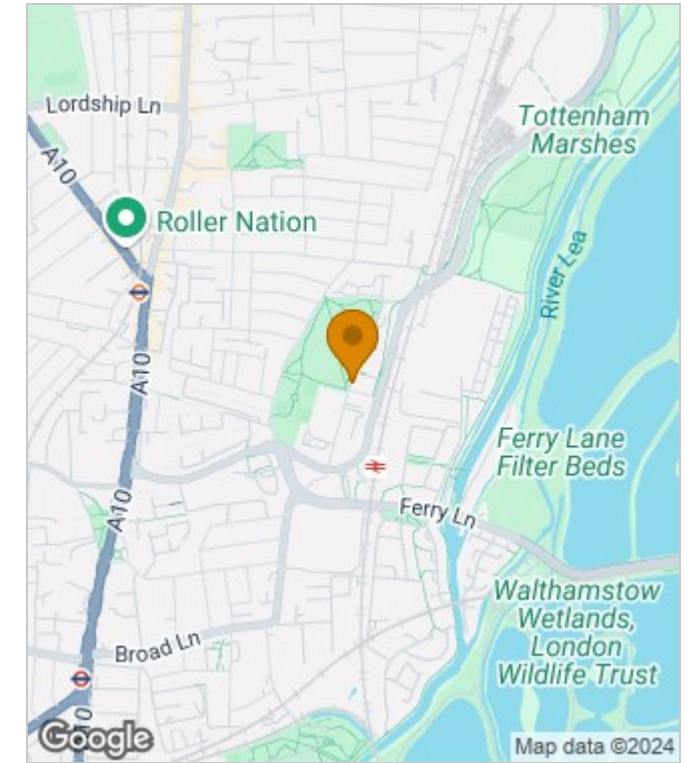 Lordship Ln
Tottenham
Marshes
A10
Roller Nation
River Lea
A10
Ferry Lane
Filter Beds
A10
Ferry Ln
Walthamstow
Wetlands,
London
Wildlife Trust
Broad Ln
10
Google
Map data ©2024